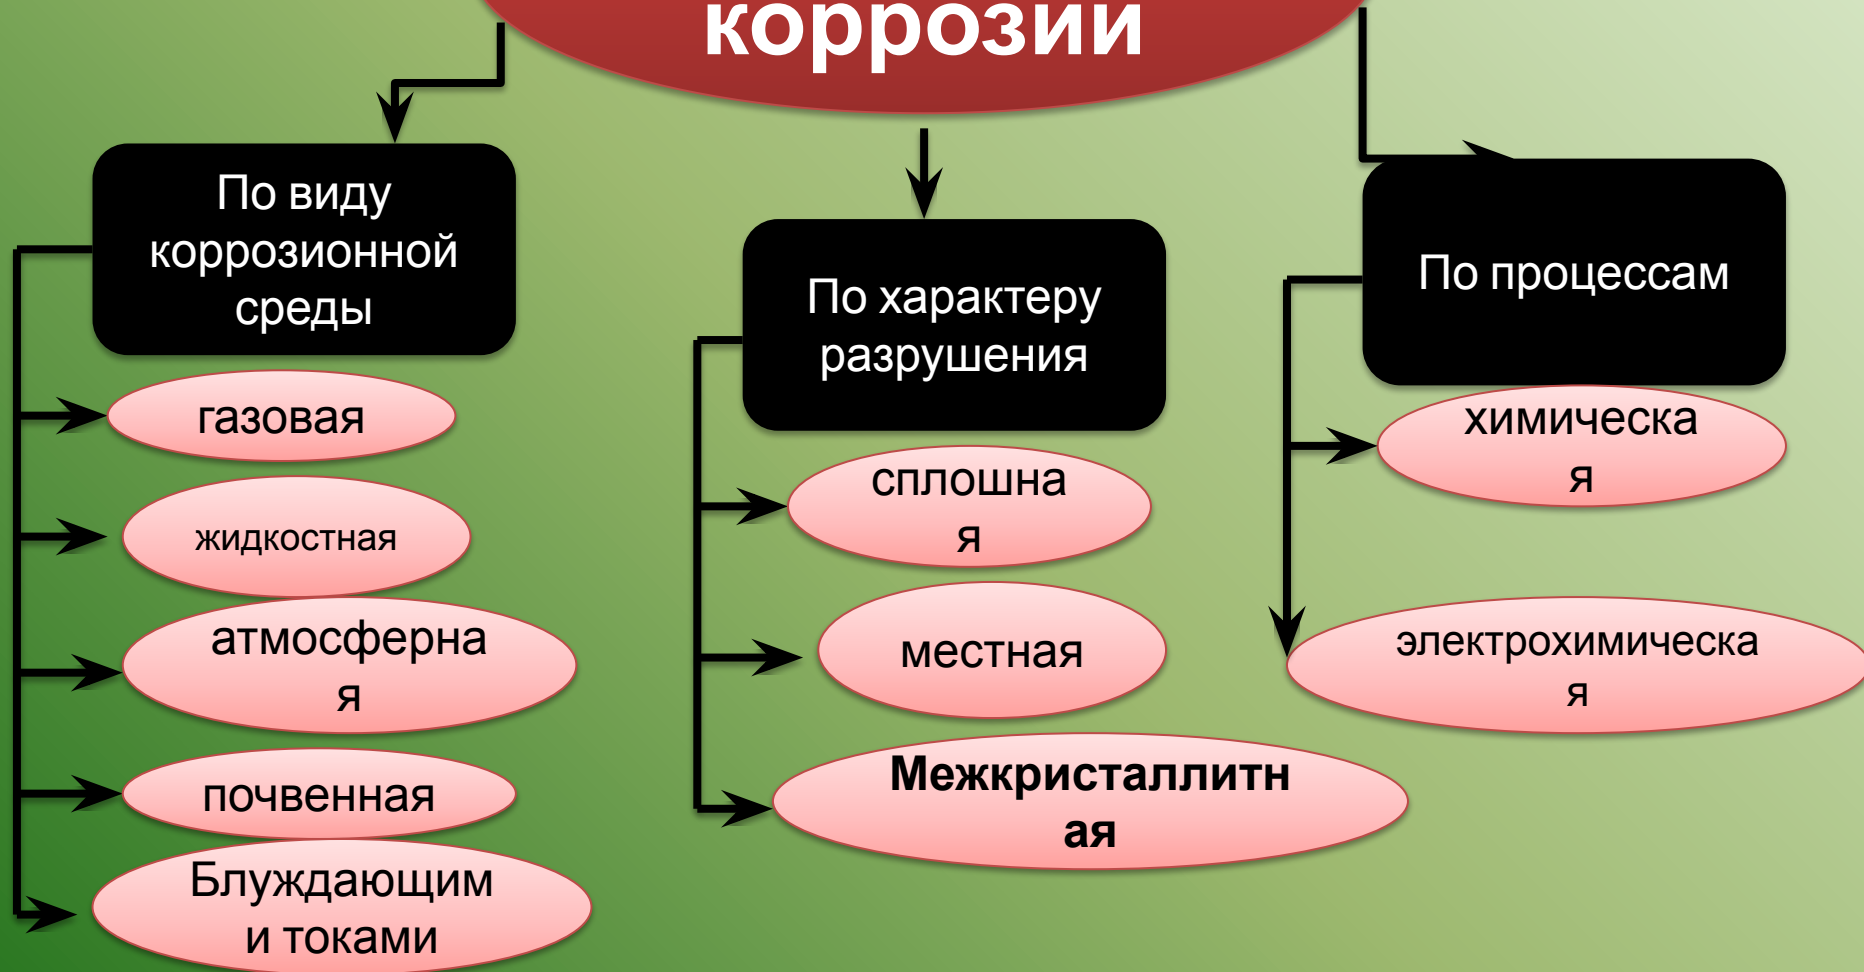 коррозии
По виду
коррозионной
среды
газовая
жидкостная
атмосферна
я
почвенная
Блуждающим
и токами
По характеру
разрушения
сплошна
я
местная
Межкристаллитн
ая
По процессам
химическа
я
электрохимическа
я